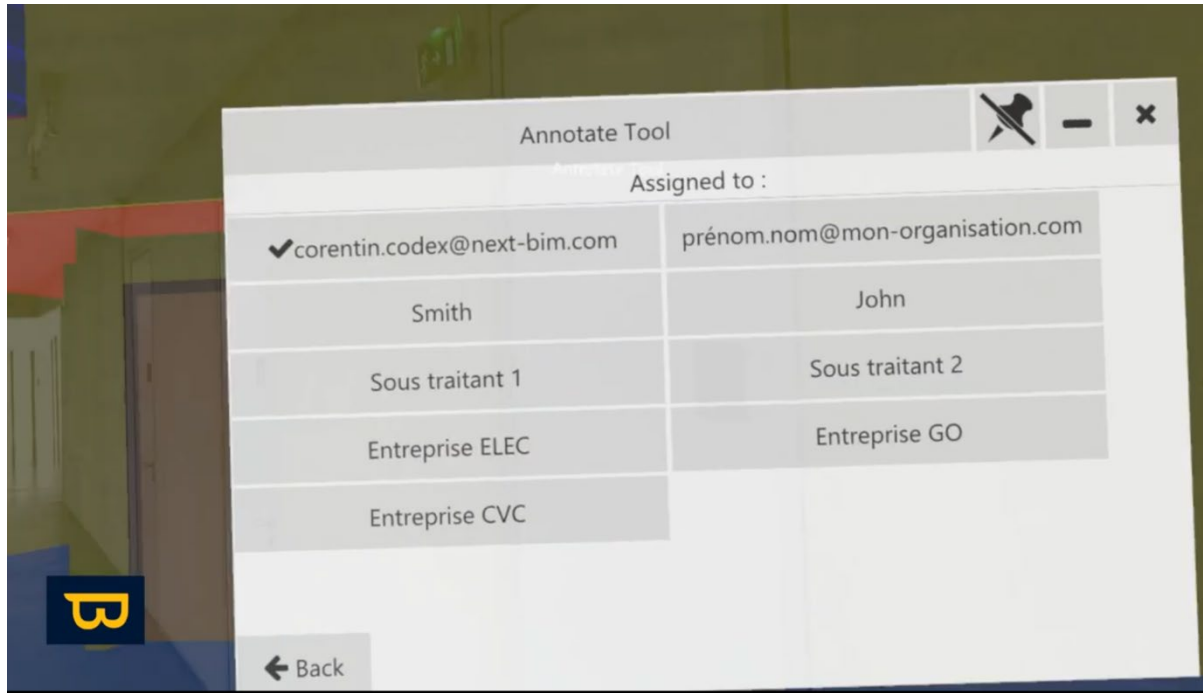 Annotate Tool
Assigned to :
✔corentin.codex@next-bim.com
prénom.nom@mon-organisation.com
Smith
John
Sous traitant 1
Sous traitant 2
Entreprise ELEC
Entreprise GO
Entreprise CVC
Back